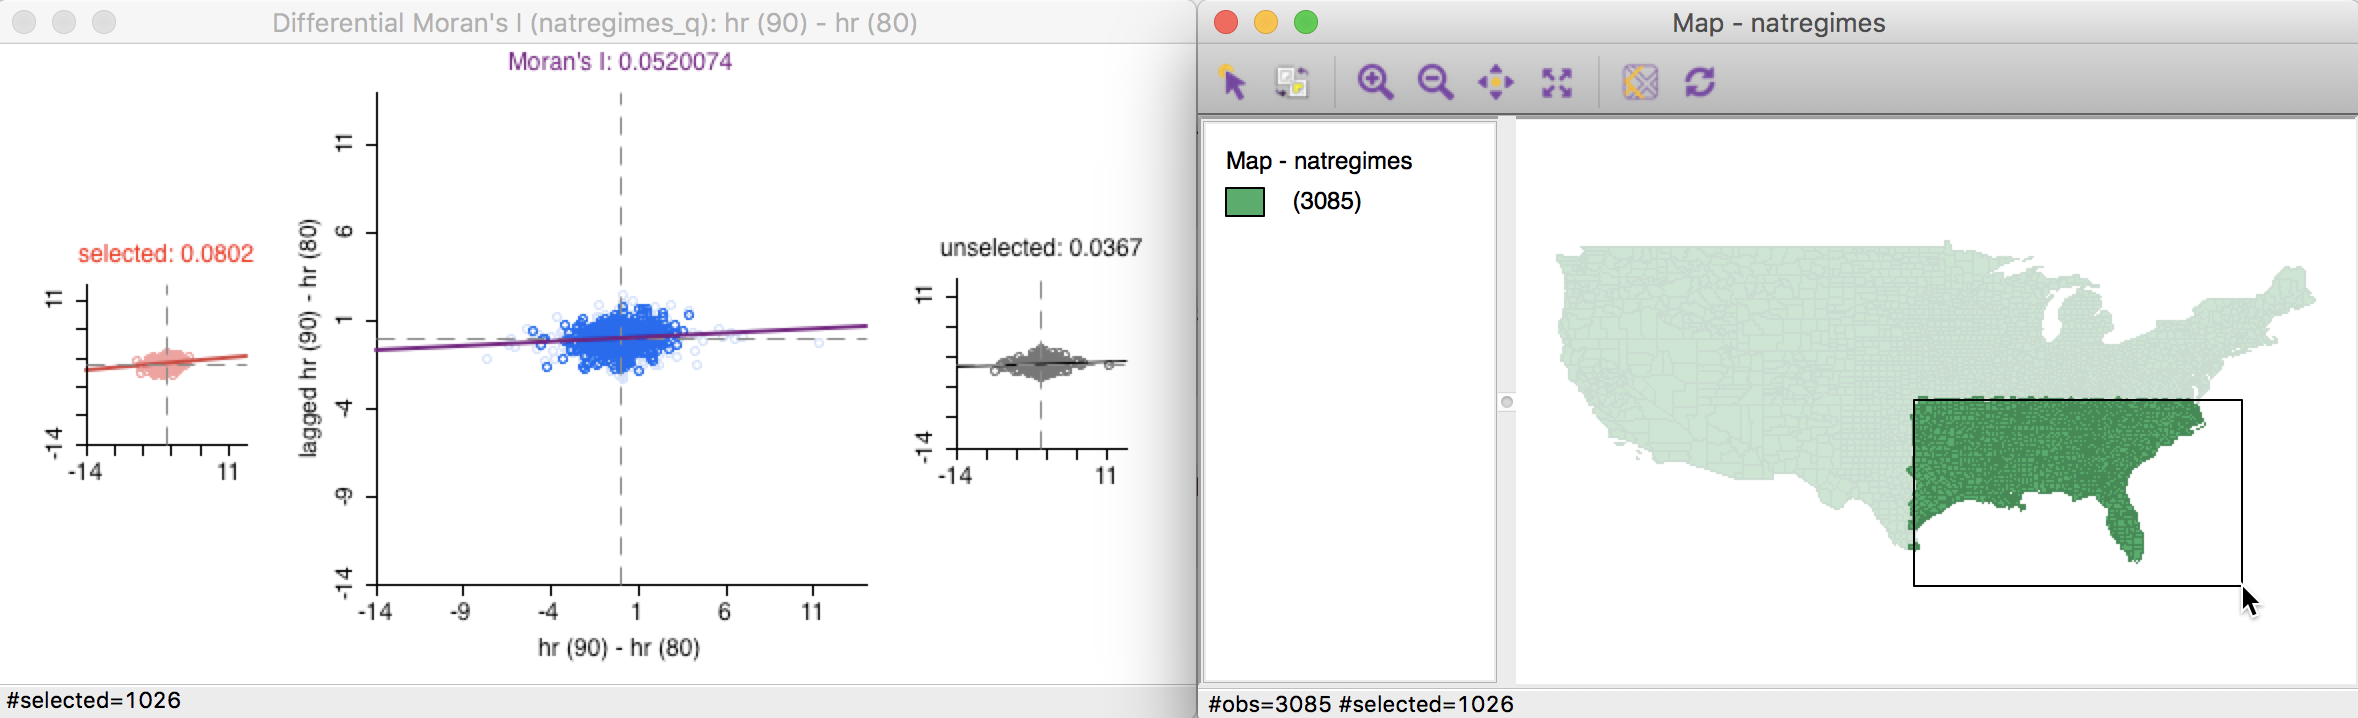 Differential Moran's I (natregimes_q): hr (90) - hr (80)
Moran's I: 0.0520074
selected: 0.0802
11
-14
-14 11
lagged hr (90) - hr (80)
11
6
1
-4
-9
-14
-14 -9 -4 1 6 11
hr (90) - hr (80)
unselected: 0.0367
11
-14
-14 11
#selected=1026
Map - natregimes
Map - natregimes
(3085)
#obs=3085 #selected=1026